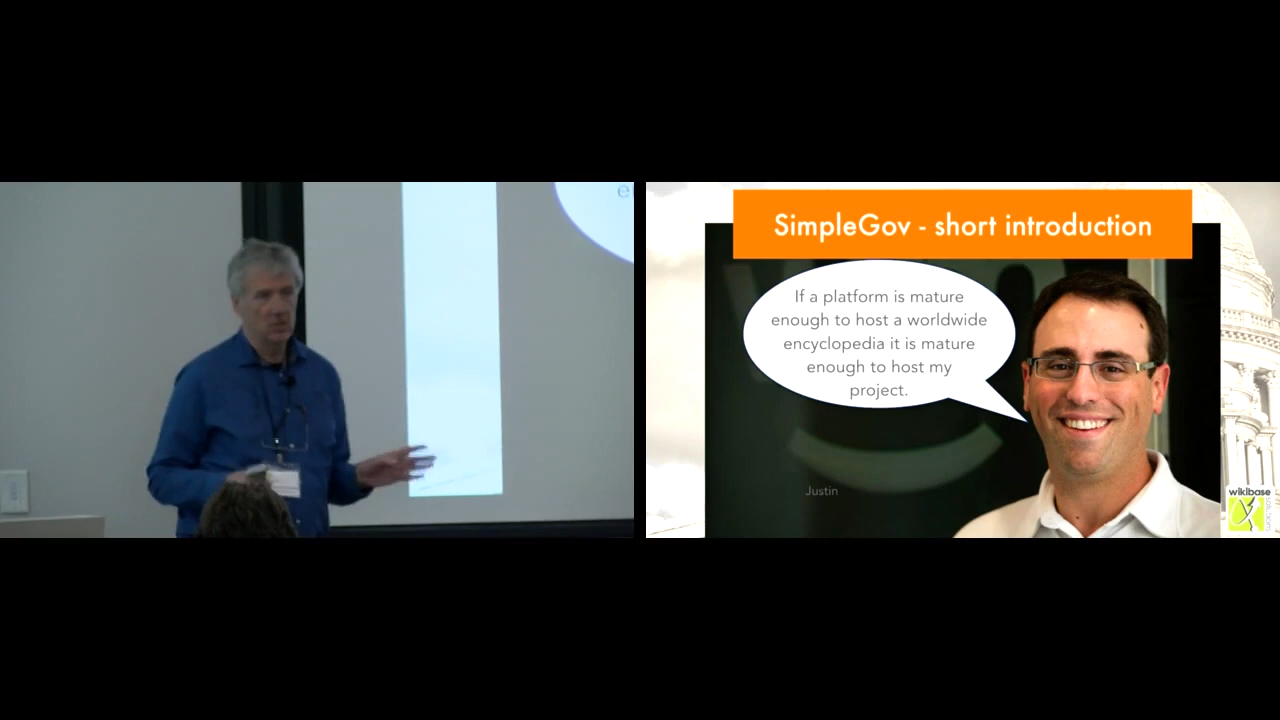 SimpleGov - short introduction
If a platform is mature
enough to host a worldwide
encyclopedia it is mature
enough to host my
project.
Justin
wikibase
solutions